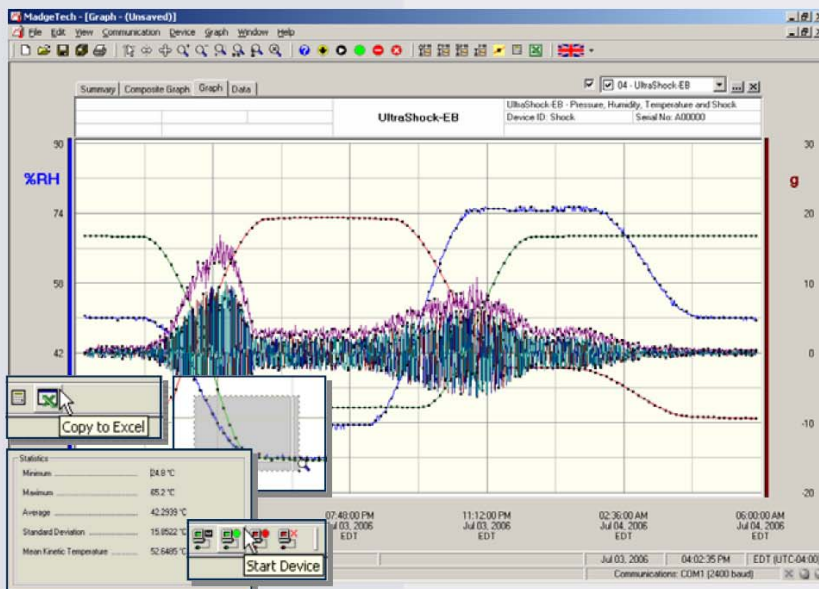 MadgeTech - [Graph - (Unsaved)]
File Edit View Communication Device Graph Window Help
Summary Composite Graph Graph Data
04 - UltraShock-EB
UltraShock-EB
UltraShock-EB - Pressure, Humidity, Temperature and Shock
Device ID: Shock Serial No: A00000
90 30
%RH g
74 20
58 10
42 0
-10
-20
Copy to Excel
Statistics
Minimum 24.8 °C
Maximum 65.2 °C
Average 42.2939 °C
Standard Deviation 15.0522 °C
Mean Kinetic Temperature 52.6485 °C
Start Device
07:48:00 PM 11:12:00 PM 02:36:00 AM 06:00:00 AM
Jul 03, 2006 Jul 03, 2006 Jul 04, 2006 Jul 04, 2006
EDT EDT EDT EDT
Jul 03, 2006 04:02:35 PM EDT (UTC-04:00)
Communications: COM1 (2400 baud)